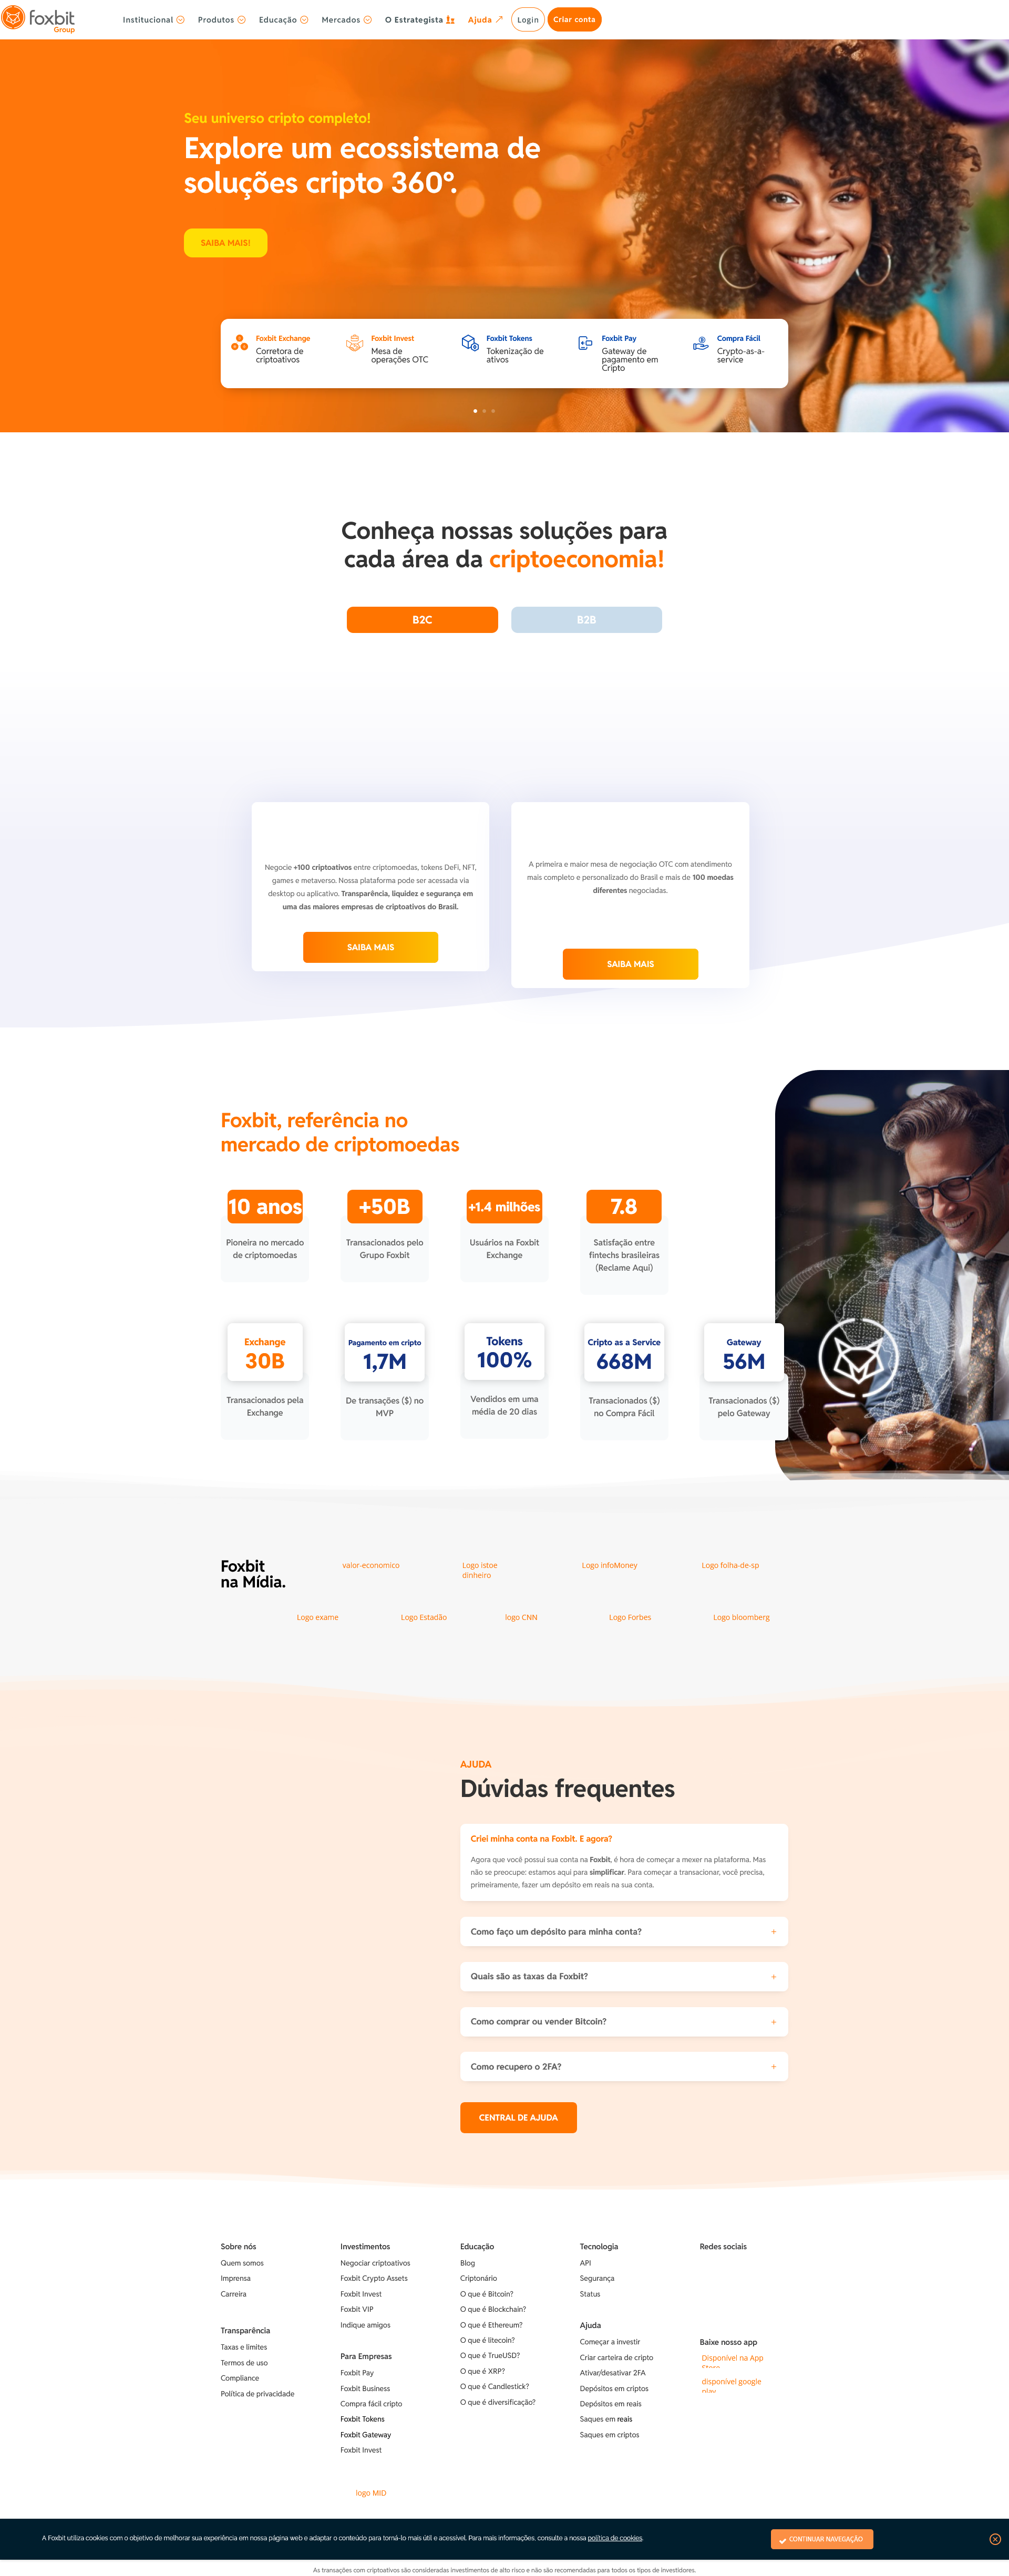 foxbit
Group
Institucional
Produtos
Educação
Mercados
O Estrategista
Ajuda
Login
Criar conta
Seu universo cripto completo!
Explore um ecossistema de
soluções cripto 360º.
SAIBA MAIS!
Foxbit Exchange
Corretora de
criptoativos
Foxbit Invest
Mesa de
operações OTC
Foxbit Tokens
Tokenização de
ativos
Foxbit Pay
Gateway de
pagamento em
Cripto
Compra Fácil
Crypto-as-a-
service
Conheça nossas soluções para
cada área da criptoeconomia!
B2C
B2B
Negocie +100 criptoativos entre criptomoedas, tokens DeFi, NFT,
games e metaverso. Nossa plataforma pode ser acessada via
desktop ou aplicativo. Transparência, liquidez e segurança em
uma das maiores empresas de criptoativos do Brasil.
SAIBA MAIS
A primeira e maior mesa de negociação OTC com atendimento
mais completo e personalizado do Brasil e mais de 100 moedas
diferentes negociadas.
SAIBA MAIS
Foxbit, referência no
mercado de criptomoedas
10 anos
Pioneira no mercado
de criptomoedas
+50B
Transacionados pelo
Grupo Foxbit
+1.4 milhões
Usuários na Foxbit
Exchange
7.8
Satisfação entre
fintechs brasileiras
(Reclame Aqui)
Exchange
30B
Transacionados pela
Exchange
Pagamento em cripto
1,7M
De transações ($) no
MVP
Tokens
100%
Vendidos em uma
média de 20 dias
Cripto as a Service
668M
Transacionados ($)
no Compra Fácil
Gateway
56M
Transacionados ($)
pelo Gateway
Foxbit
na Mídia.
valor-economico
Logo istoe
dinheiro
Logo infoMoney
Logo folha-de-sp
Logo exame
Logo Estadão
logo CNN
Logo Forbes
Logo bloomberg
AJUDA
Dúvidas frequentes
Criei minha conta na Foxbit. E agora?
Agora que você possui sua conta na Foxbit, é hora de começar a mexer na plataforma. Mas
não se preocupe: estamos aqui para simplificar. Para começar a transacionar, você precisa,
primeiramente, fazer um depósito em reais na sua conta.
Como faço um depósito para minha conta?
Quais são as taxas da Foxbit?
Como comprar ou vender Bitcoin?
Como recupero o 2FA?
CENTRAL DE AJUDA
Sobre nós
Quem somos
Imprensa
Carreira
Transparência
Taxas e limites
Termos de uso
Compliance
Política de privacidade
Investimentos
Negociar criptoativos
Foxbit Crypto Assets
Foxbit Invest
Foxbit VIP
Indique amigos
Para Empresas
Foxbit Pay
Foxbit Business
Compra fácil cripto
Foxbit Tokens
Foxbit Gateway
Foxbit Invest
Educação
Blog
Criptonário
O que é Bitcoin?
O que é Blockchain?
O que é Ethereum?
O que é litecoin?
O que é TrueUSD?
O que é XRP?
O que é Candlestick?
O que é diversificação?
Tecnologia
API
Segurança
Status
Ajuda
Começar a investir
Criar carteira de cripto
Ativar/desativar 2FA
Depósitos em criptos
Depósitos em reais
Saques em reais
Saques em criptos
Redes sociais
Baixe nosso app
Disponível na App
Store
disponível google
play
logo MID
A Foxbit utiliza cookies com o objetivo de melhorar sua experiência em nossa página web e adaptar o conteúdo para torná-lo mais útil e acessível. Para mais informações, consulte a nossa política de cookies.
CONTINUAR NAVEGAÇÃO
As transações com criptoativos são consideradas investimentos de alto risco e não são recomendadas para todos os tipos de investidores.